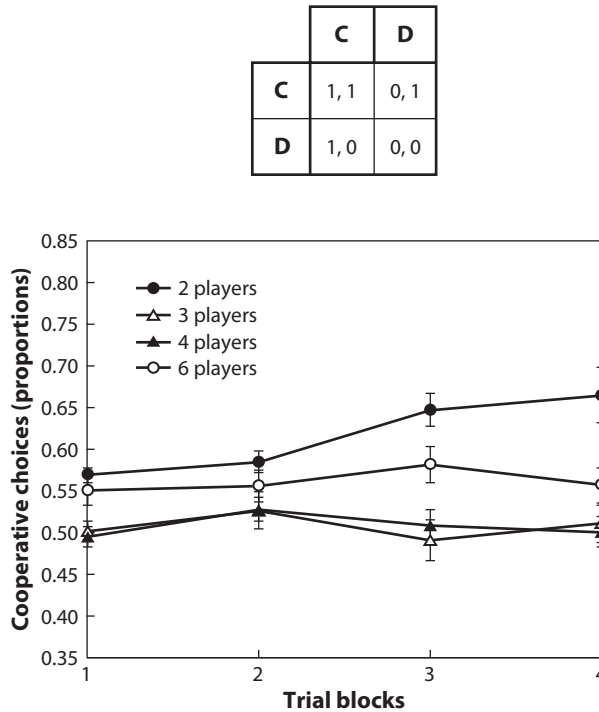 C D
C 1, 1 0, 1
D 1, 0 0, 0
0.85
0.80
0.75
0.70
0.65
0.60
0.55
0.50
0.45
0.40
0.35
Cooperative choices (proportions)
2 players
3 players
4 players
6 players
1 2 3 4
Trial blocks